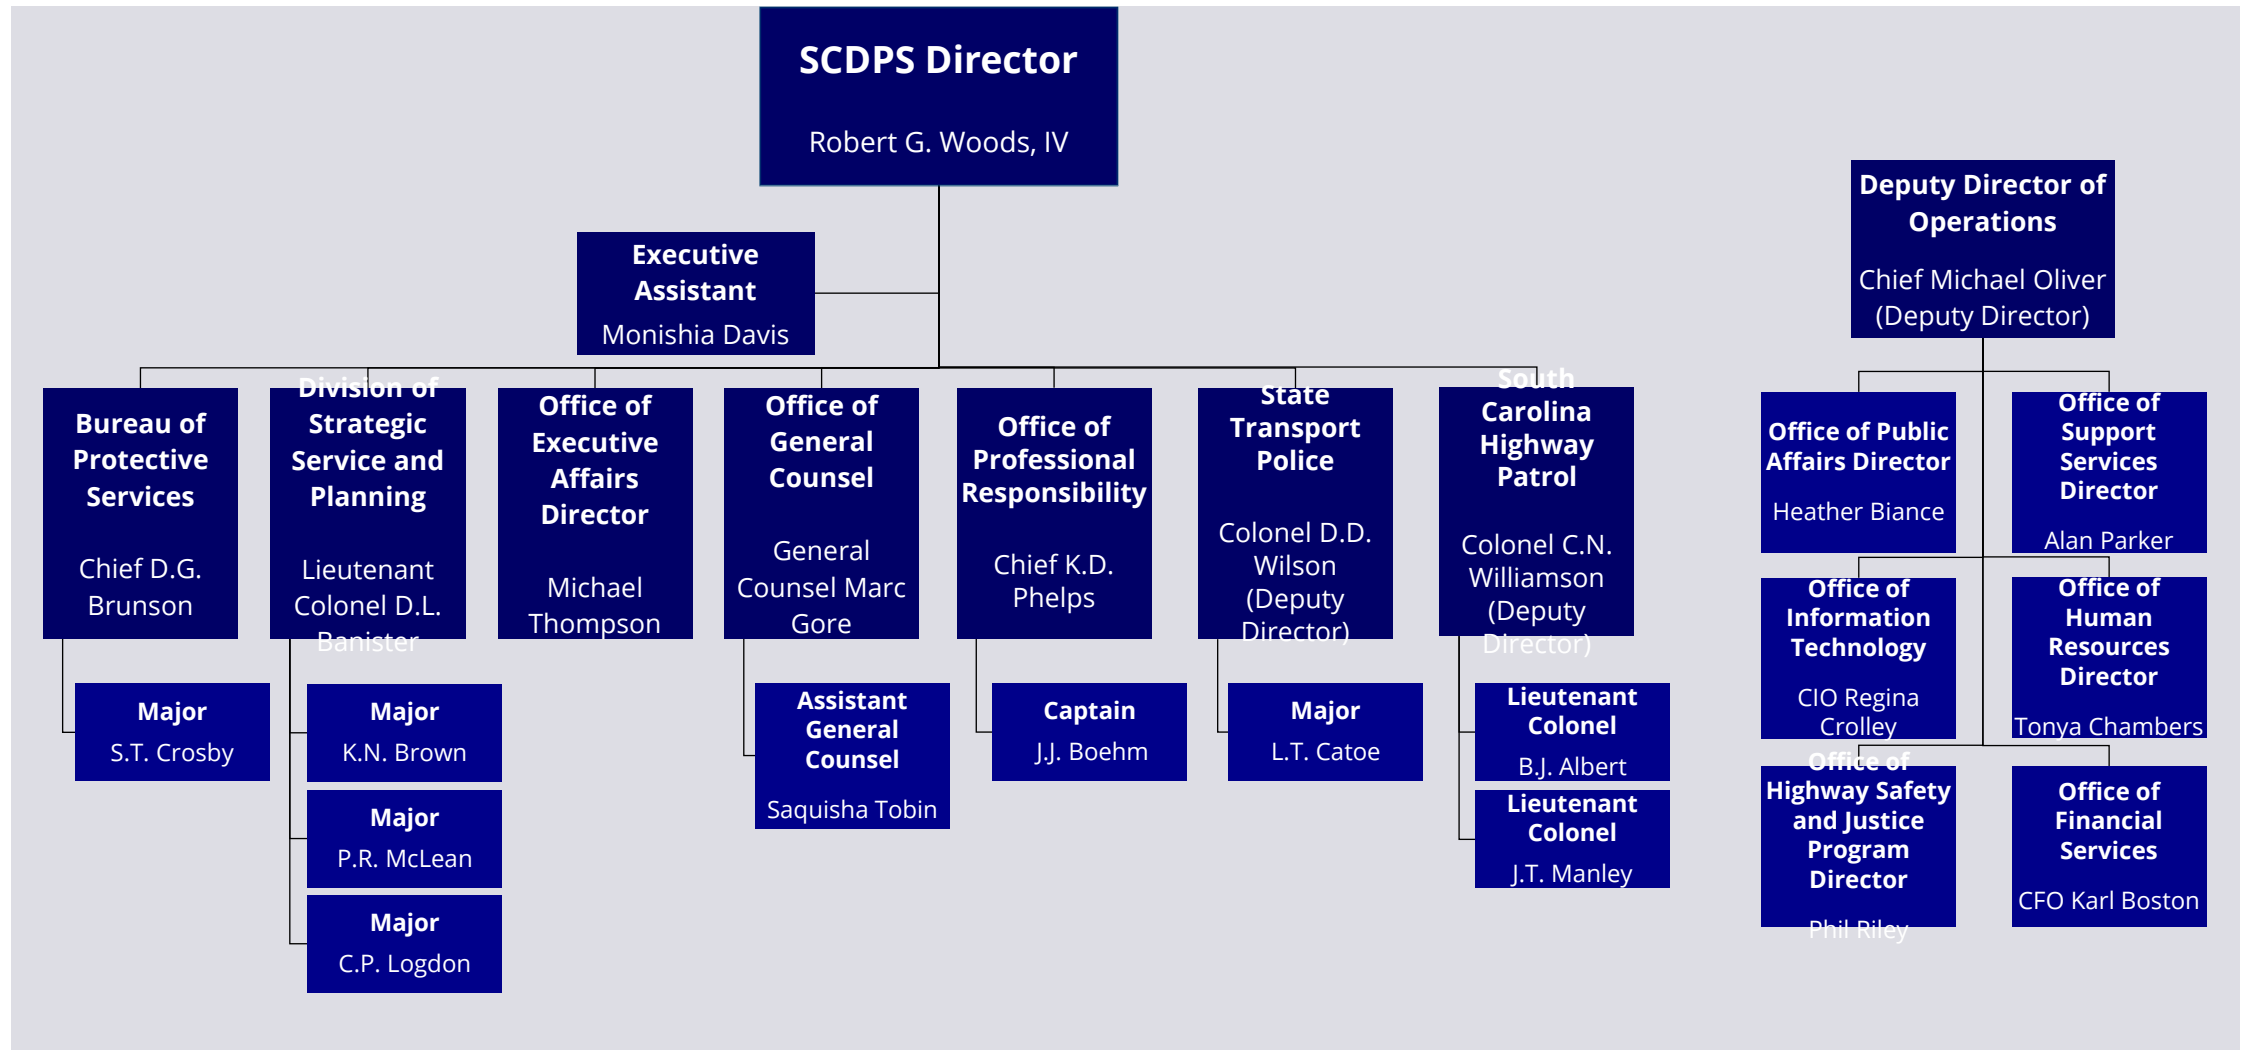 SCDPS Director
Robert G. Woods, IV
Executive
Assistant
Monishia Davis
Deputy Director of
Operations
Chief Michael Oliver
(Deputy Director)
Bureau of
Protective
Services
Chief D.G.
Brunson
Division of
Strategic
Service and
Planning
Lieutenant
Colonel D.L.
Banister
Office of
Executive
Affairs
Director
Michael
Thompson
Office of
General
Counsel
General
Counsel Marc
Gore
Office of
Professional
Responsibility
Chief K.D.
Phelps
State
Transport
Police
Colonel D.D.
Wilson
(Deputy
Director)
South
Carolina
Highway
Patrol
Colonel C.N.
Williamson
(Deputy
Director)
Major
S.T. Crosby
Major
K.N. Brown
Major
P.R. McLean
Major
C.P. Logdon
Assistant
General
Counsel
Saquisha Tobin
Captain
J.J. Boehm
Major
L.T. Catoe
Lieutenant
Colonel
B.J. Albert
Lieutenant
Colonel
J.T. Manley
Office of Public
Affairs Director
Heather Biance
Office of
Support
Services
Director
Alan Parker
Office of
Information
Technology
CIO Regina
Crolley
Office of
Human
Resources
Director
Tonya Chambers
Office of
Highway Safety
and Justice
Program
Director
Phil Riley
Office of
Financial
Services
CFO Karl Boston